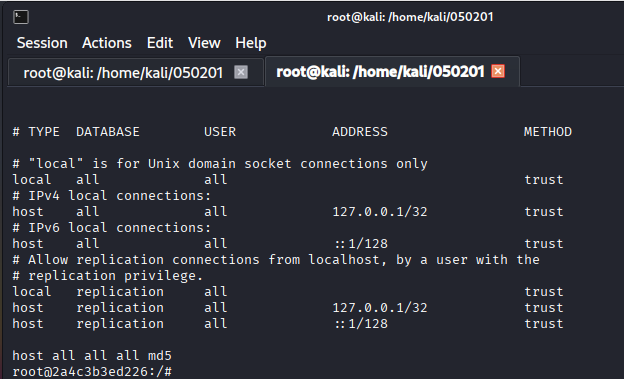 root@kali: /home/kali/050201
Session Actions Edit View Help
root@kali: /home/kali/050201 root@kali: /home/kali/050201
# TYPE DATABASE USER ADDRESS METHOD
# "local" is for Unix domain socket connections only
local all all trust
# IPv4 local connections:
host all all 127.0.0.1/32 trust
# IPv6 local connections:
host all all ::1/128 trust
# Allow replication connections from localhost, by a user with the
# replication privilege.
local replication all trust
host replication all 127.0.0.1/32 trust
host replication all ::1/128 trust
host all all all md5
root@2a4c3b3ed226:/#